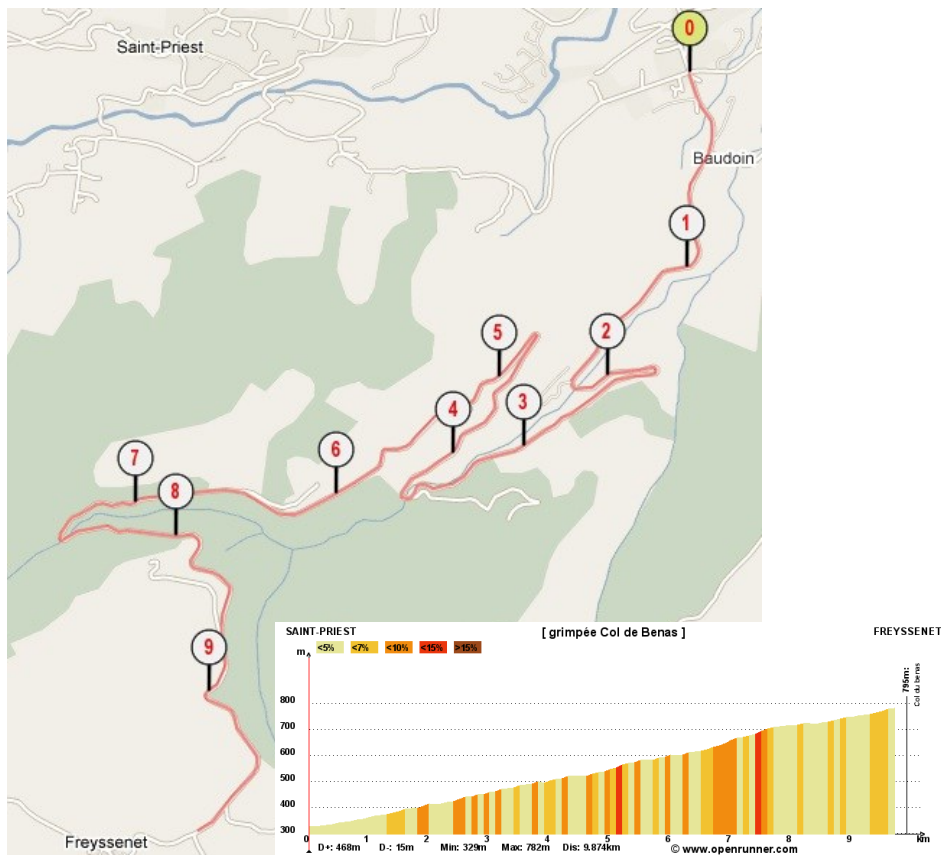 0
Saint-Priest
Baudoin
1
2
5
3
4
6
7
8
9
Freyssenet
SAINT-PRIEST [ grimpée Col de Benas ] FREYSSENET
m <5% <7% <10% <15% >15%
795m:
Col du benas
800
700
600
500
400
300
0 1 2 3 4 5 6 7 8 9 km
D+: 468m D-: 15m Min: 329m Max: 782m Dis: 9.874km © www.openrunner.com